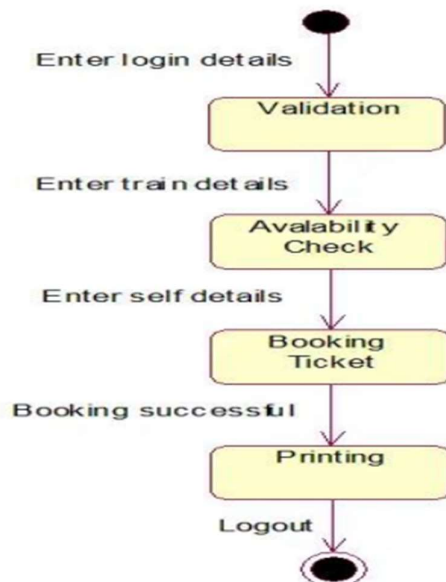 Enter login details
Validation
Enter train details
Avalability
Check
Enter self details
Booking
Ticket
Booking successful
Printing
Logout